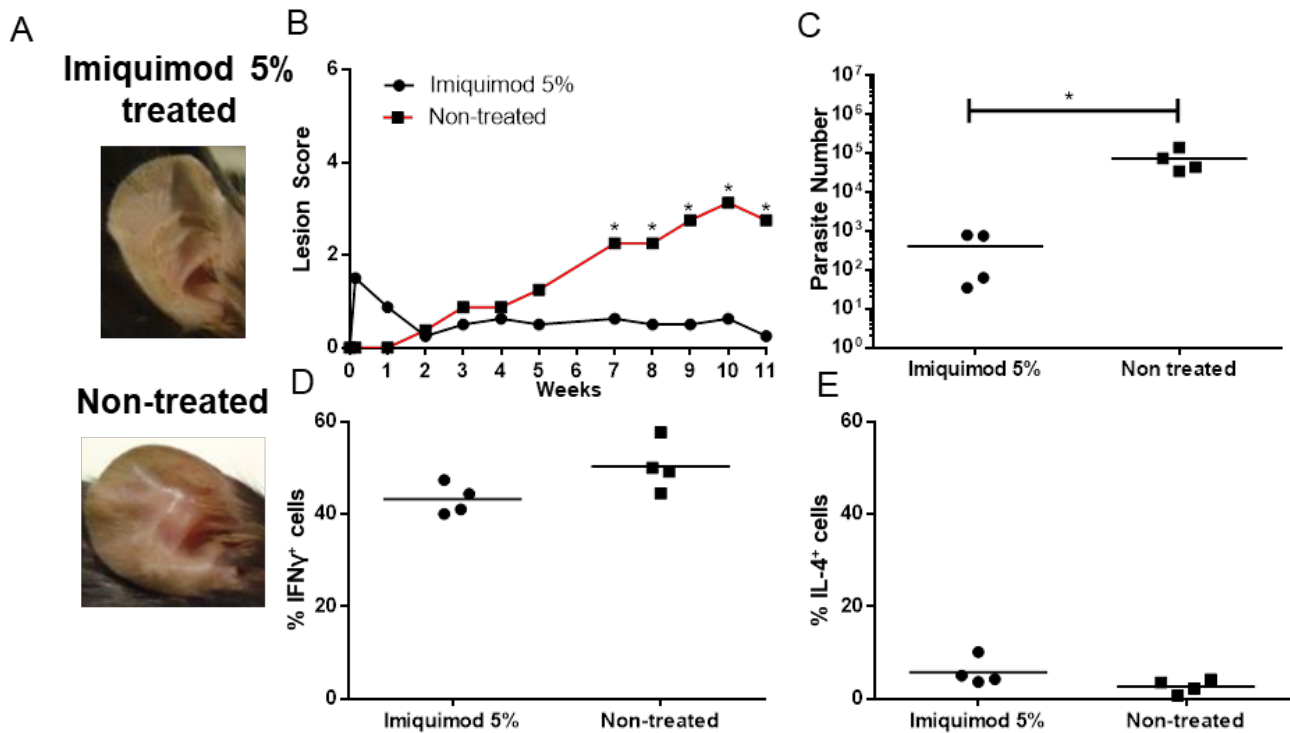 A
Imiquimod 5%
treated
Non-treated
B
Lesion Score
6
4
2
0
Imiquimod 5%
Non-treated
* * * * *
0 1 2 3 4 5 6 7 8 9 10 11
Weeks
C
Parasite Number
10⁷
10⁶
10⁵
10⁴
10³
10²
10¹
10⁰
*
Imiquimod 5% Non treated
D
% IFNγ⁺ cells
60
40
20
0
Imiquimod 5% Non-treated
E
% IL-4⁺ cells
60
40
20
0
Imiquimod 5% Non-treated